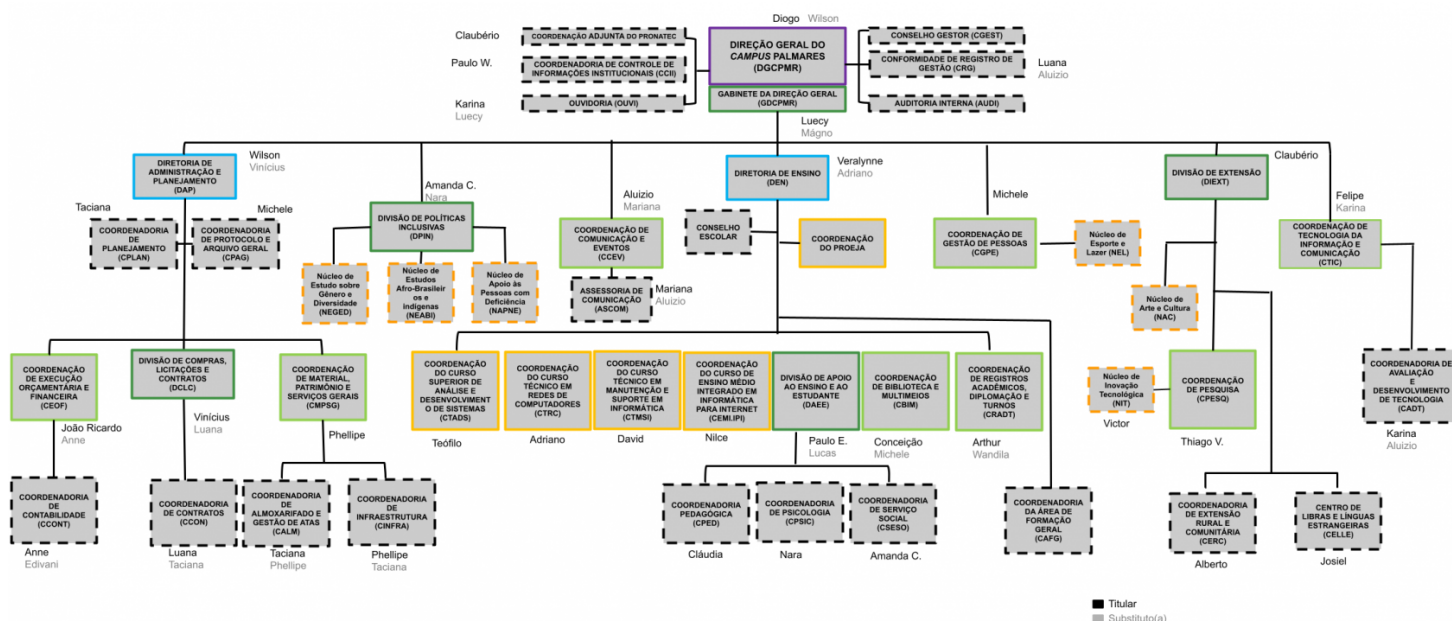 Diogo Wilson
Claubério
COORDENAÇÃO ADJUNTA DO PRONATEC
DIREÇÃO GERAL DO
CAMPUS PALMARES
(DGCPMR)
CONSELHO GESTOR (CGEST)
Paulo W.
COORDENADORIA DE CONTROLE DE
INFORMAÇÕES INSTITUCIONAIS (CCII)
CONFORMIDADE DE REGISTRO DE
GESTÃO (CRG)
Luana
Aluizio
Karina
Luecy
OUVIDORIA (OUVI)
GABINETE DA DIREÇÃO GERAL
(GDCPMR)
AUDITORIA INTERNA (AUDI)
Luecy
Mágno
DIRETORIA DE
ADMINISTRAÇÃO E
PLANEJAMENTO
(DAP)
Wilson
Vinícius
Amanda C.
Nara
Aluizio
Mariana
DIRETORIA DE ENSINO
(DEN)
Veralynne
Adriano
Michele
DIVISÃO DE EXTENSÃO
(DIEXT)
Claubério
Felipe
Karina
Taciana
Michele
COORDENADORIA
DE
PLANEJAMENTO
(CPLAN)
COORDENADORIA
DE PROTOCOLO E
ARQUIVO GERAL
(CPAG)
DIVISÃO DE POLÍTICAS
INCLUSIVAS
(DPIN)
COORDENAÇÃO DE
COMUNICAÇÃO E
EVENTOS
(CCEV)
CONSELHO
ESCOLAR
COORDENAÇÃO
DO PROEJA
COORDENAÇÃO DE
GESTÃO DE PESSOAS
(CGPE)
Núcleo de
Esporte e
Lazer (NEL)
COORDENAÇÃO DE
TECNOLOGIA DA
INFORMAÇÃO E
COMUNICAÇÃO
(CTIC)
Núcleo de
Estudo sobre
Gênero e
Diversidade
(NEGED)
Núcleo de
Estudos
Afro-Brasileir
os e
indígenas
(NEABI)
Núcleo de
Apoio às
Pessoas com
Deficiência
(NAPNE)
ASSESSORIA DE
COMUNICAÇÃO
(ASCOM)
Mariana
Aluizio
Núcleo de
Arte e Cultura
(NAC)
COORDENAÇÃO
DE EXECUÇÃO
ORÇAMENTÁRIA E
FINANCEIRA
(CEOF)
DIVISÃO DE COMPRAS,
LICITAÇÕES E
CONTRATOS
(DCLC)
COORDENAÇÃO
DE MATERIAL,
PATRIMÔNIO E
SERVIÇOS GERAIS
(CMPSG)
COORDENAÇÃO
DO CURSO
SUPERIOR DE
ANÁLISE E
DESENVOLVIMENT
O DE SISTEMAS
(CTADS)
COORDENAÇÃO
DO CURSO
TÉCNICO EM
REDES DE
COMPUTADORES
(CTRC)
COORDENAÇÃO
DO CURSO
TÉCNICO EM
MANUTENÇÃO E
SUPORTE EM
INFORMÁTICA
(CTMSI)
COORDENAÇÃO
DO CURSO DE
ENSINO MÉDIO
INTEGRADO EM
INFORMÁTICA
PARA INTERNET
(CEMI.IPI)
DIVISÃO DE APOIO
AO ENSINO E AO
ESTUDANTE
(DAEE)
COORDENAÇÃO
DE BIBLIOTECA E
MULTIMEIOS
(CBIM)
COORDENAÇÃO
DE REGISTROS
ACADÊMICOS,
DIPLOMAÇÃO E
TURNOS
(CRADT)
Núcleo de
Inovação
Tecnológica
(NIT)
COORDENAÇÃO
DE PESQUISA
(CPESQ)
COORDENADORIA DE
AVALIAÇÃO
E
DESENVOLVIMENTO
DE TECNOLOGIA
(CADT)
João Ricardo
Anne
Vinícius
Luana
Phellipe
Teófilo
Adriano
David
Nilce
Paulo E.
Lucas
Conceição
Michele
Arthur
Wandila
Victor
Thiago V.
Karina
Aluizio
COORDENADORIA
DE
CONTABILIDADE
(CCONT)
COORDENADORIA
DE CONTRATOS
(CCON)
COORDENADORIA
DE
ALMOXARIFADO E
GESTÃO DE ATAS
(CALM)
COORDENADORIA
DE
INFRAESTRUTURA
(CINFRA)
COORDENADORIA
PEDAGÓGICA
(CPED)
COORDENADORIA
DE PSICOLOGIA
(CPSIC)
COORDENADORIA
DE SERVIÇO
SOCIAL
(CSESO)
COORDENADORIA
DA ÁREA DE
FORMAÇÃO
GERAL
(CAFG)
COORDENADORIA
DE EXTENSÃO
RURAL E
COMUNITÁRIA
(CERC)
CENTRO DE
LIBRAS E LÍNGUAS
ESTRANGEIRAS
(CELLE)
Anne
Edivani
Luana
Taciana
Taciana
Phellipe
Phellipe
Taciana
Cláudia
Nara
Amanda C.
Alberto
Josiel
Titular
Substituto(a)